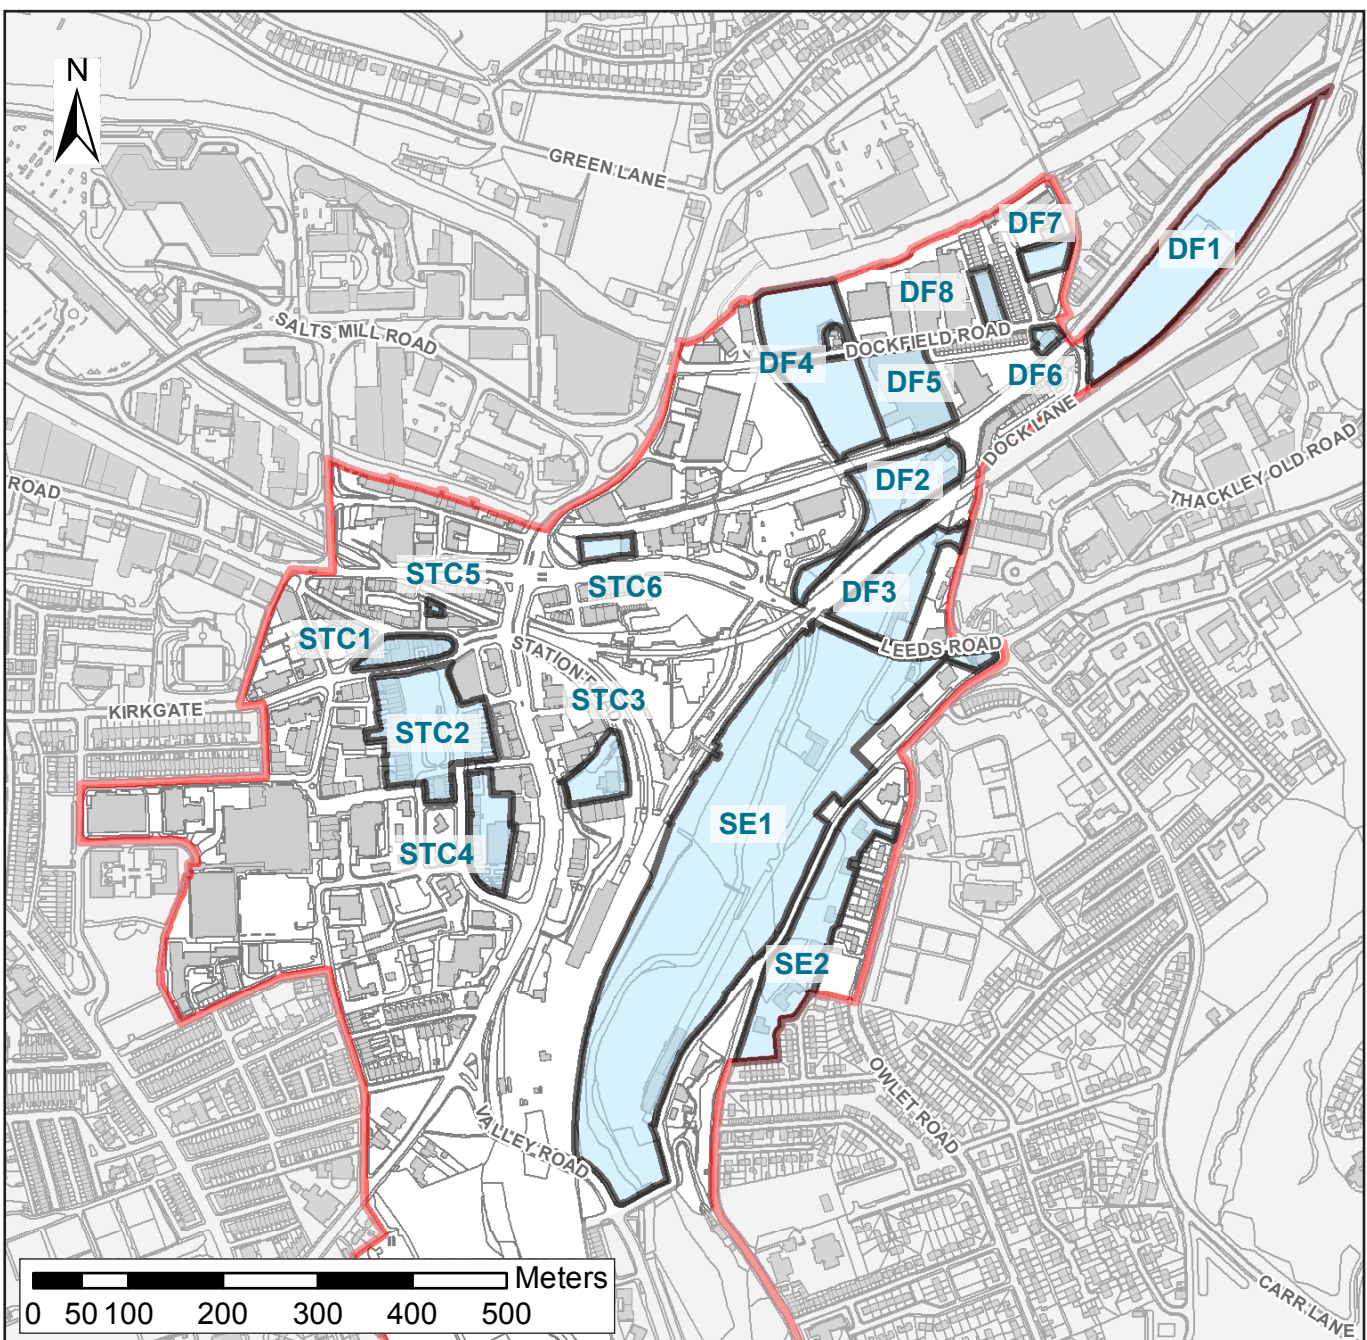 N
GREEN LANE
DF7
DF1
SALTS MILL ROAD
DF8
DOCKFIELD ROAD
DF4
DF5
DF6
DOCK LANE
THACKLEY OLD ROAD
ROAD
DF2
STC5
STC6
DF3
STC1
STATION
LEEDS ROAD
KIRKGATE
STC3
STC2
SE1
STC4
SE2
OWLET ROAD
VALLEY ROAD
CARR LANE
Meters
0 50 100 200 300 400 500